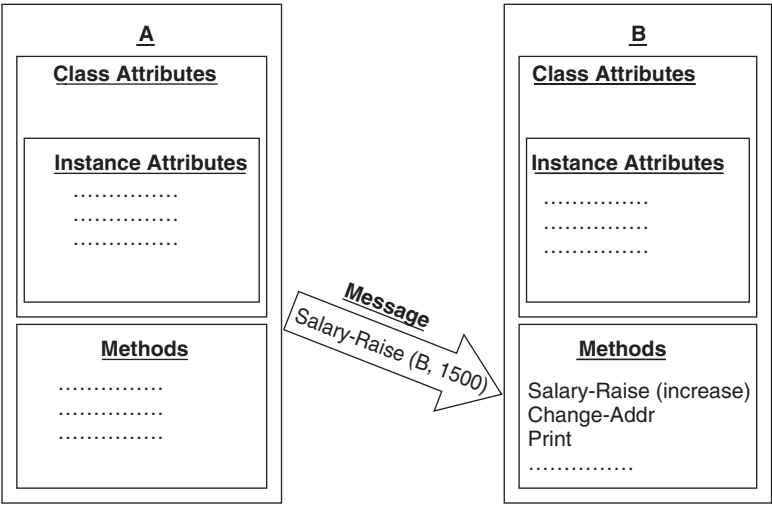 A
Class Attributes
Instance Attributes
...............
...............
...............
Methods
...............
...............
...............
Message
Salary-Raise (B, 1500)
B
Class Attributes
Instance Attributes
...............
...............
...............
Methods
Salary-Raise (increase)
Change-Addr
Print
...............